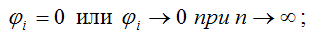 φᵢ = 0 или φᵢ → 0 при n → ∞ ;